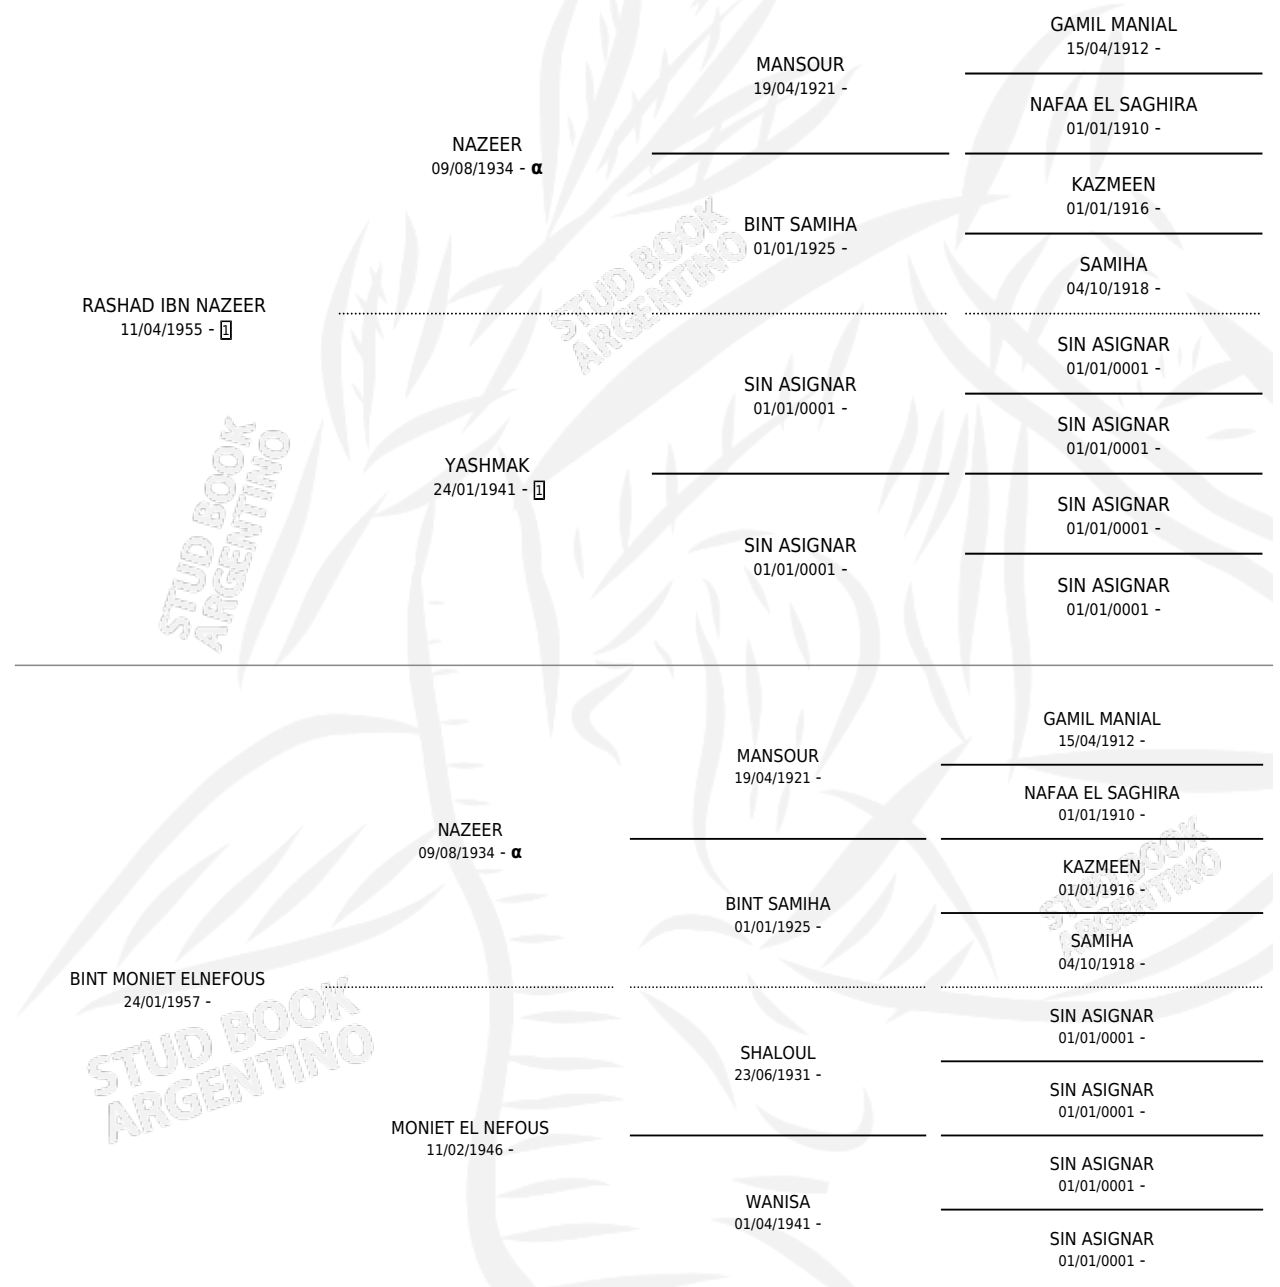 GAMIL MANIAL
15/04/1912 -
MANSOUR
19/04/1921 -
NAFAA EL SAGHIRA
01/01/1910 -
NAZEER
09/08/1934 - α
KAZMEEN
01/01/1916 -
BINT SAMIHA
01/01/1925 -
SAMIHA
04/10/1918 -
RASHAD IBN NAZEER
11/04/1955 - 1
SIN ASIGNAR
01/01/0001 -
SIN ASIGNAR
01/01/0001 -
SIN ASIGNAR
01/01/0001 -
YASHMAK
24/01/1941 - 1
SIN ASIGNAR
01/01/0001 -
SIN ASIGNAR
01/01/0001 -
SIN ASIGNAR
01/01/0001 -
STUD BOOK
ARGENTINO
STUD BOOK
ARGENTINO
GAMIL MANIAL
15/04/1912 -
MANSOUR
19/04/1921 -
NAFAA EL SAGHIRA
01/01/1910 -
NAZEER
09/08/1934 - α
KAZMEEN
01/01/1916 -
BINT SAMIHA
01/01/1925 -
SAMIHA
04/10/1918 -
BINT MONIET ELNEFOUS
24/01/1957 -
SIN ASIGNAR
01/01/0001 -
SHALOUL
23/06/1931 -
SIN ASIGNAR
01/01/0001 -
MONIET EL NEFOUS
11/02/1946 -
SIN ASIGNAR
01/01/0001 -
WANISA
01/04/1941 -
SIN ASIGNAR
01/01/0001 -
STUD BOOK
ARGENTINO
STUD BOOK
ARGENTINO